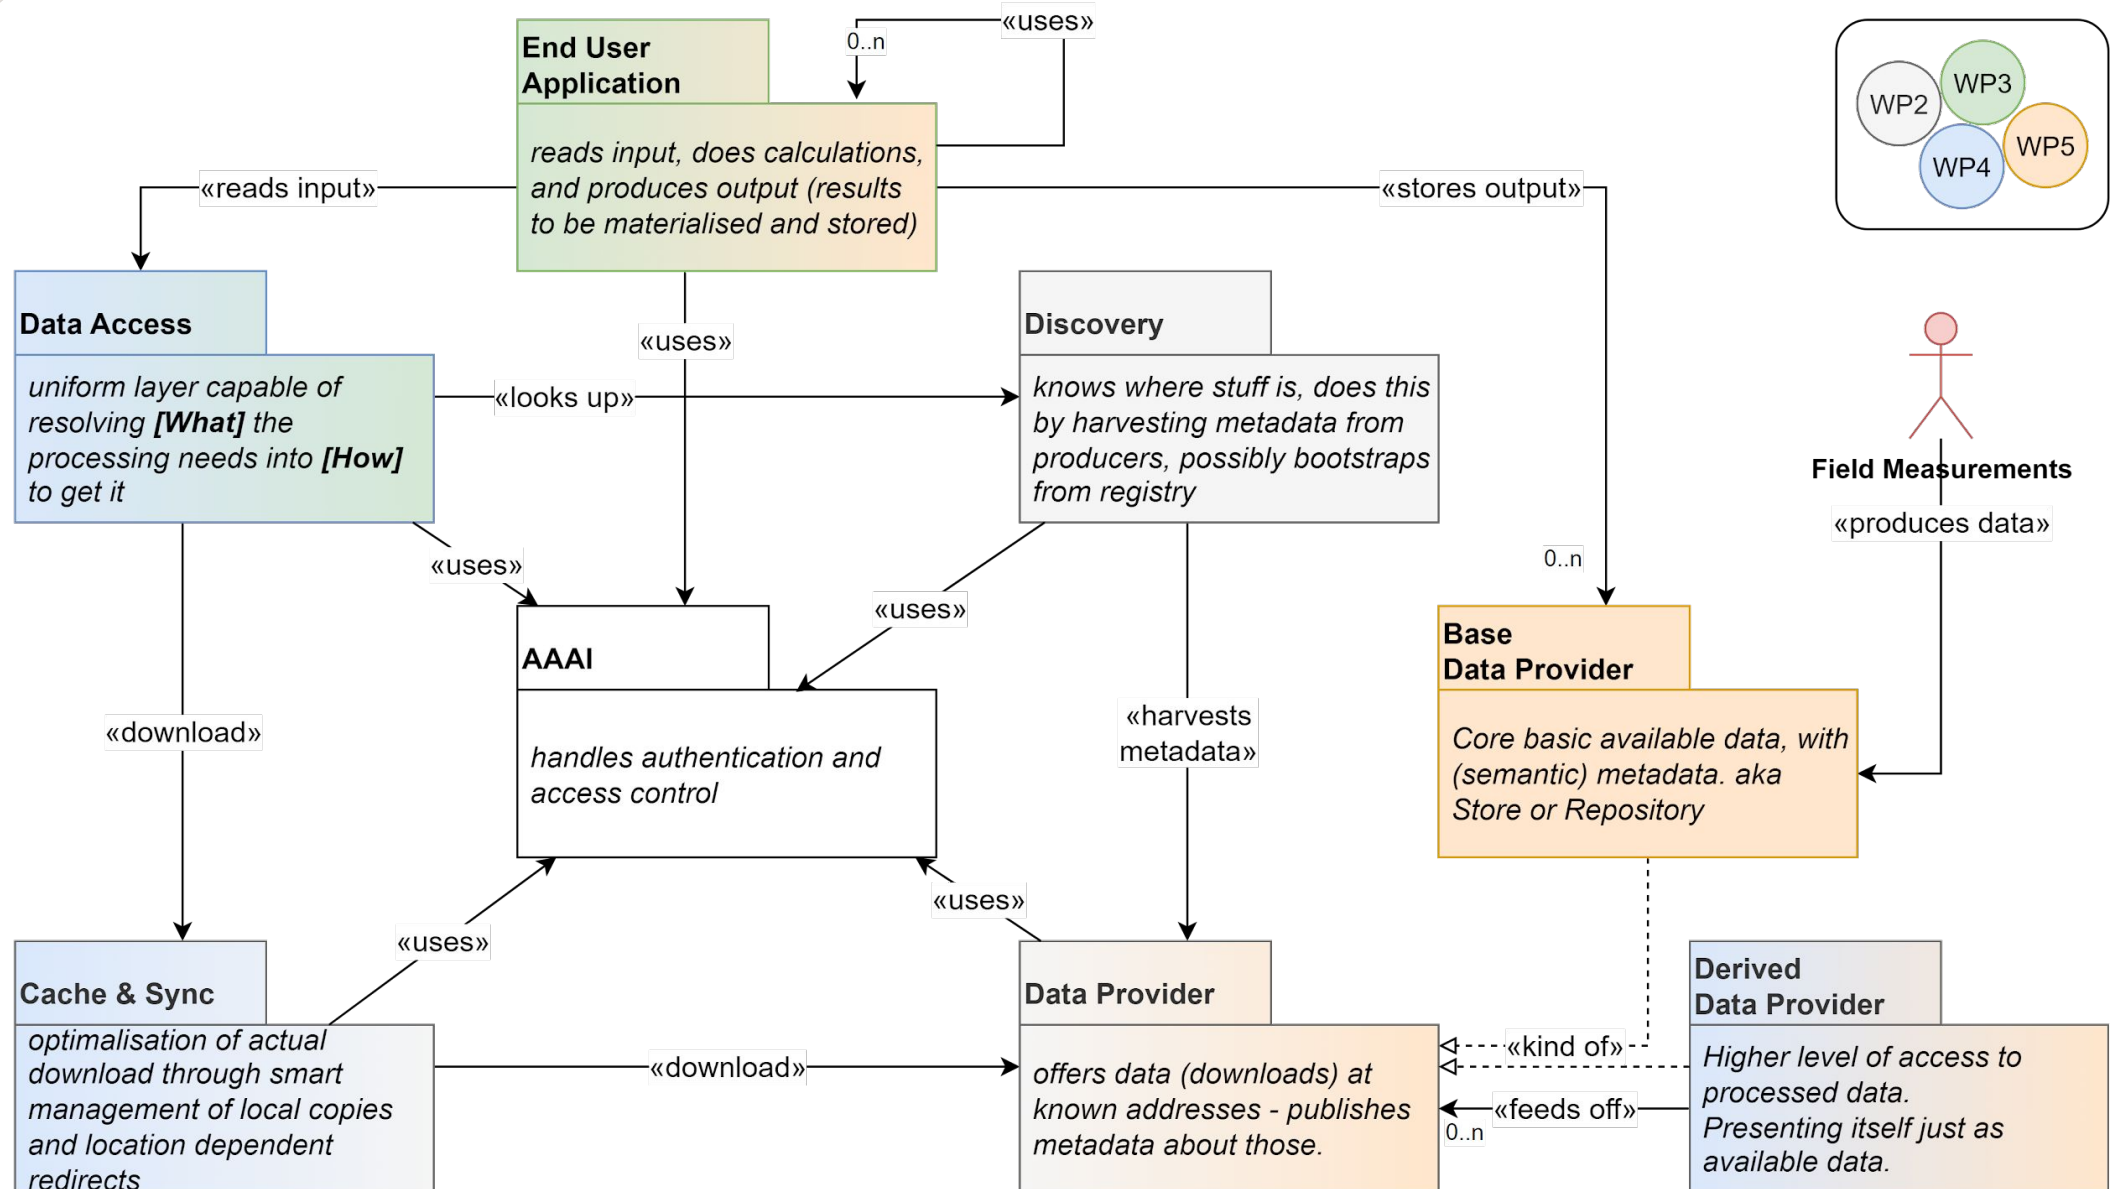 «uses»
0..n
End User
Application
reads input, does calculations,
and produces output (results
to be materialised and stored)
WP2
WP3
WP4
WP5
«reads input»
«stores output»
Data Access
uniform layer capable of
resolving [What] the
processing needs into [How]
to get it
«uses»
Discovery
knows where stuff is, does this
by harvesting metadata from
producers, possibly bootstraps
from registry
«looks up»
Field Measurements
«produces data»
0..n
«uses»
«uses»
AAAI
handles authentication and
access control
«download»
«harvests
metadata»
Base
Data Provider
Core basic available data, with
(semantic) metadata. aka
Store or Repository
«uses»
«uses»
Cache & Sync
optimalisation of actual
download through smart
management of local copies
and location dependent
redirects
«download»
Data Provider
offers data (downloads) at
known addresses - publishes
metadata about those.
«kind of»
«feeds off»
0..n
Derived
Data Provider
Higher level of access to
processed data.
Presenting itself just as
available data.